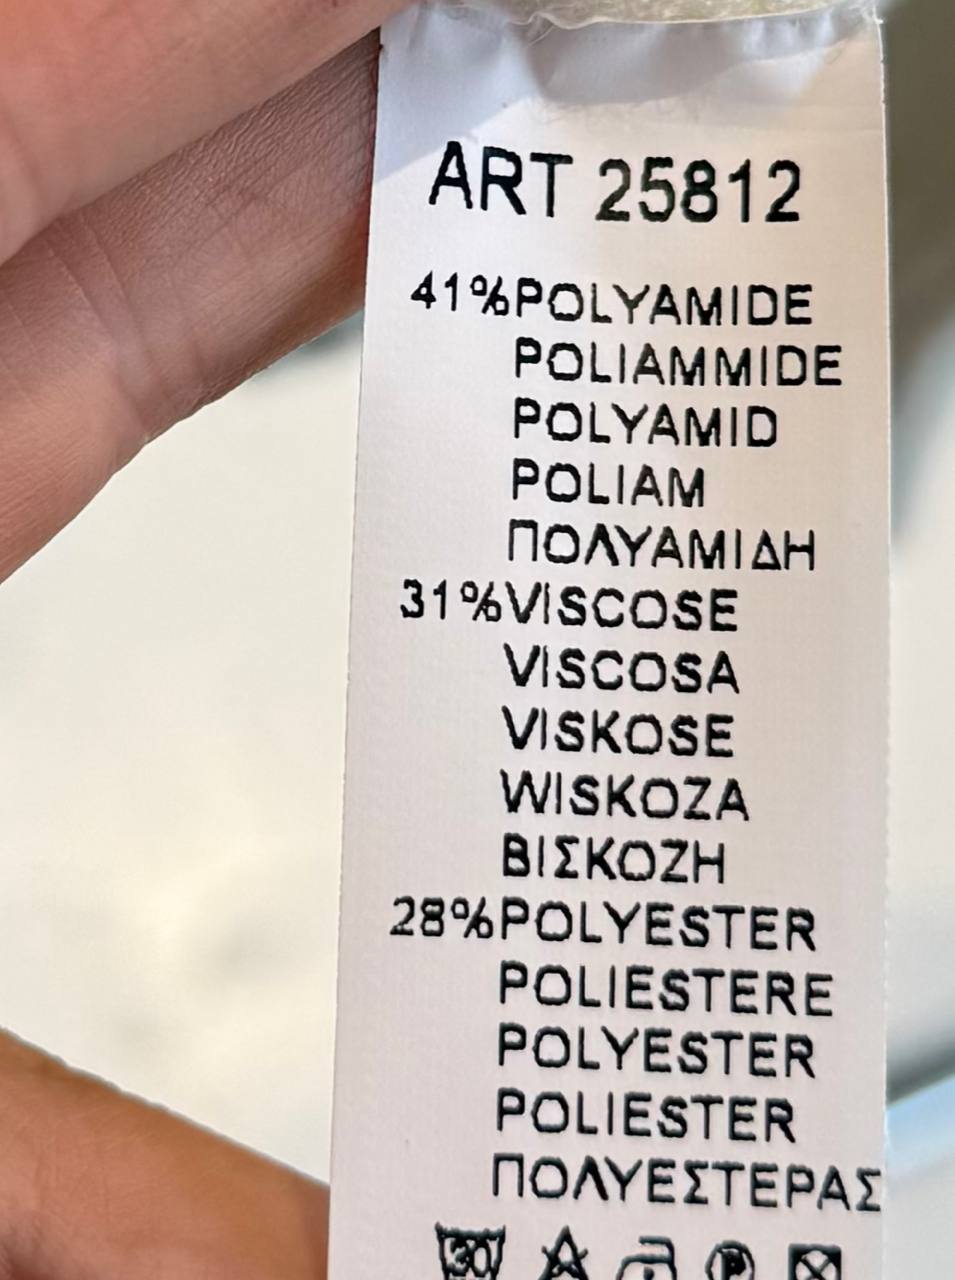 ART 25812
41%POLYAMIDE
POLIAMMIDE
POLYAMID
POLIAM
ΠΟΛΥΑΜΙΔΗ
31%VISCOSE
VISCOSA
VISKOSE
WISKOZA
ΒΙΣΚΟΖΗ
28%POLYESTER
POLIESTERE
POLYESTER
POLIESTER
ΠΟΛΥΕΣΤΕΡΑΣ
30 P